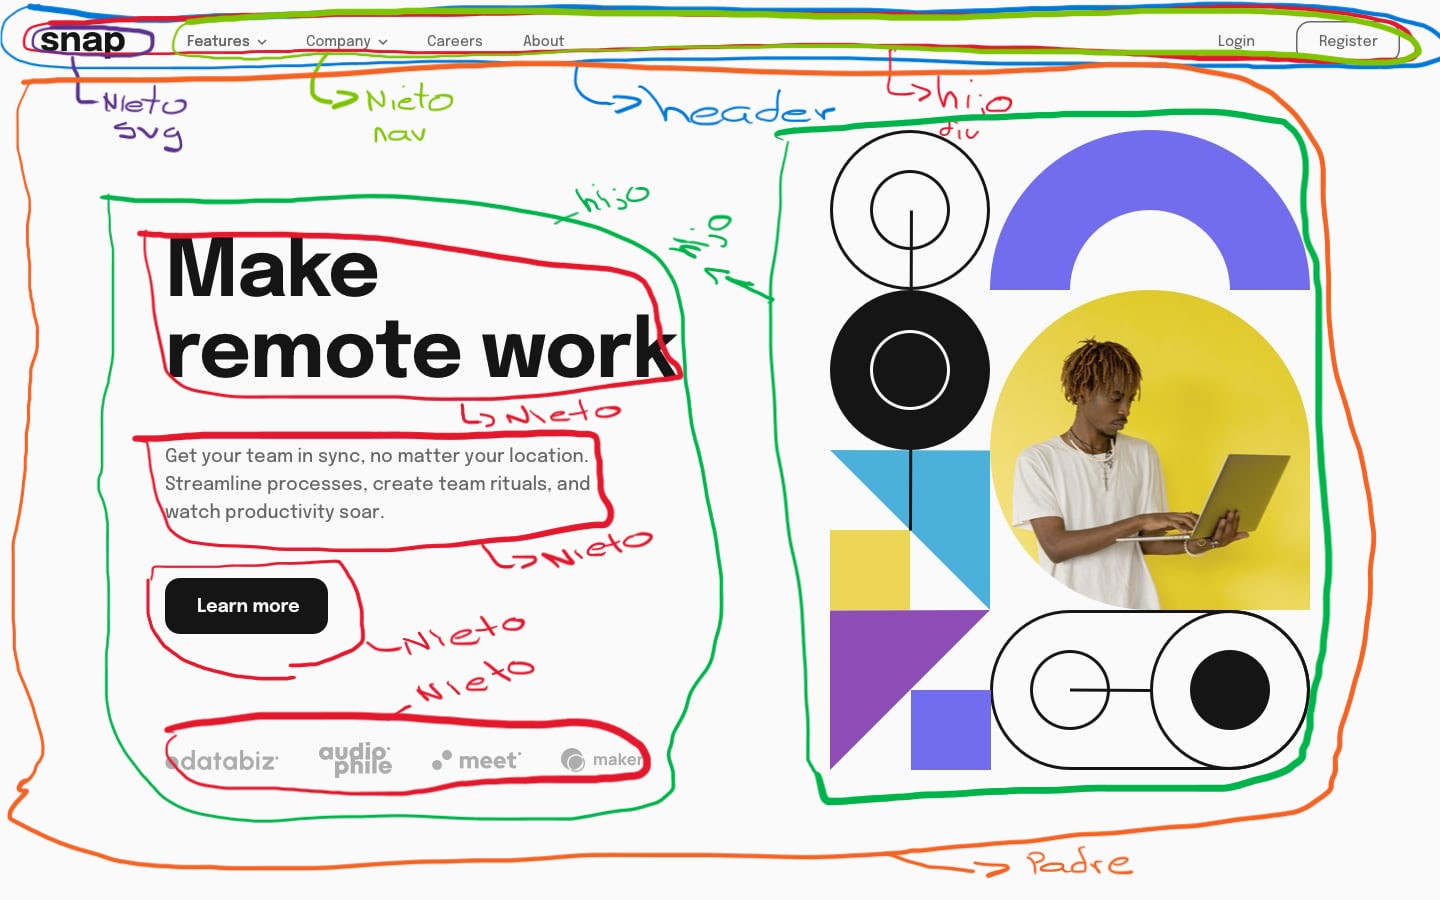 snap
Features
Company
Careers
About
Login
Register
Nieto
svg
Nieto
nav
header
hijo
div
hijo
hijo
Make
remote work
Nieto
Get your team in sync, no matter your location.
Streamline processes, create team rituals, and
watch productivity soar.
Nieto
Learn more
Nieto
Nieto
databiz
audiophile
meet
maker
Padre